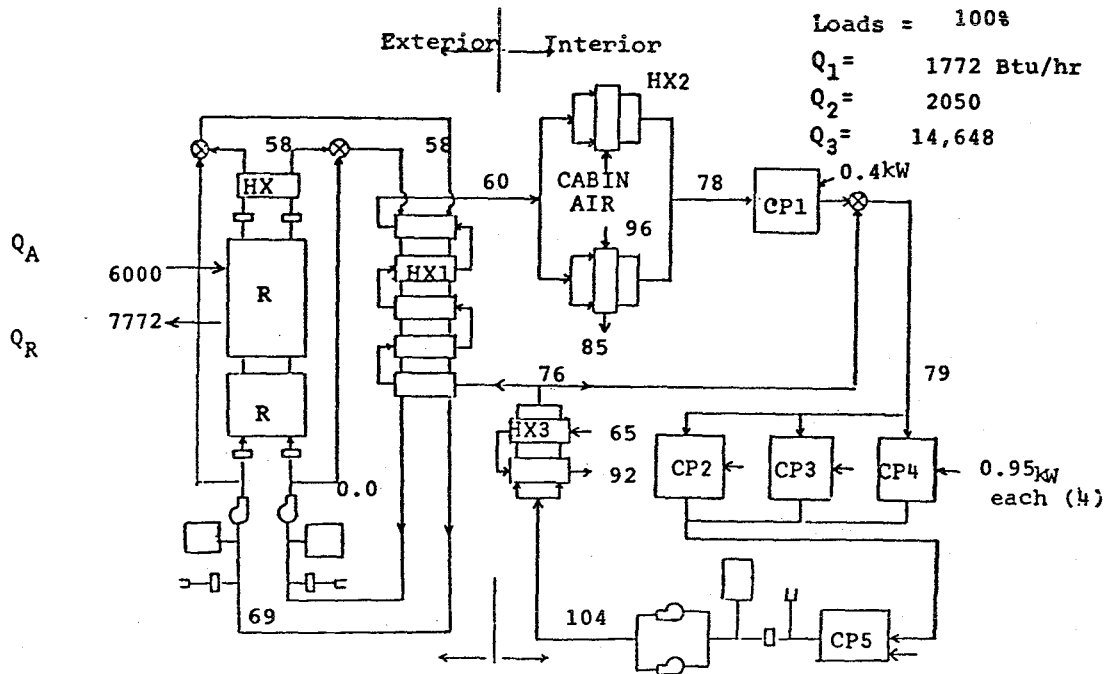 Loads = 100%
Exterior Interior
Q1= 1772 Btu/hr
Q2= 2050
Q3= 14,648
HX2
58 58
0.4kW
HX
60
CABIN
AIR
78
CP1
96
QA
6000
R
HX1
7772
QR
85
76
79
R
HX3
65
92
CP2
CP3
CP4
0.95kW
each (4)
0.0
69
104
CP5